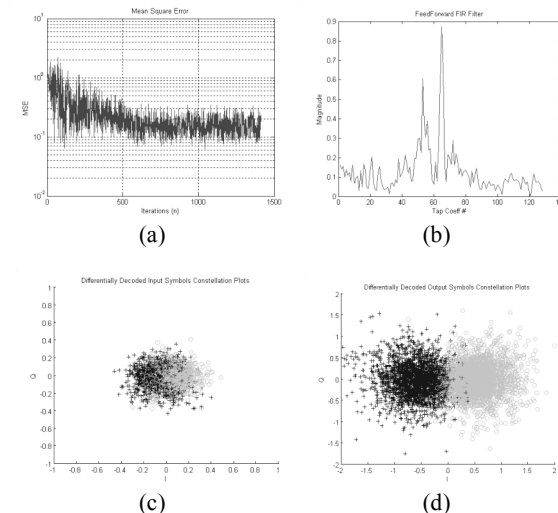 Mean Square Error
10^1
10^0
10^-1
10^-2
MSE
0 500 1000 1500
Iterations (n)
(a)
FeedForward FIR Filter
0.9
0.8
0.7
0.6
0.5
0.4
0.3
0.2
0.1
0
Magnitude
0 20 40 60 80 100 120 140
Tap Coeff #
(b)
Differentially Decoded Input Symbols Constellation Plots
1
0.8
0.6
0.4
0.2
0
-0.2
-0.4
-0.6
-0.8
-1
Q
-1 -0.8 -0.6 -0.4 -0.2 0 0.2 0.4 0.6 0.8 1
I
(c)
Differentially Decoded Output Symbols Constellation Plots
2
1.5
1
0.5
0
-0.5
-1
-1.5
-2
Q
-2 -1.5 -1 -0.5 0 0.5 1 1.5 2
I
(d)